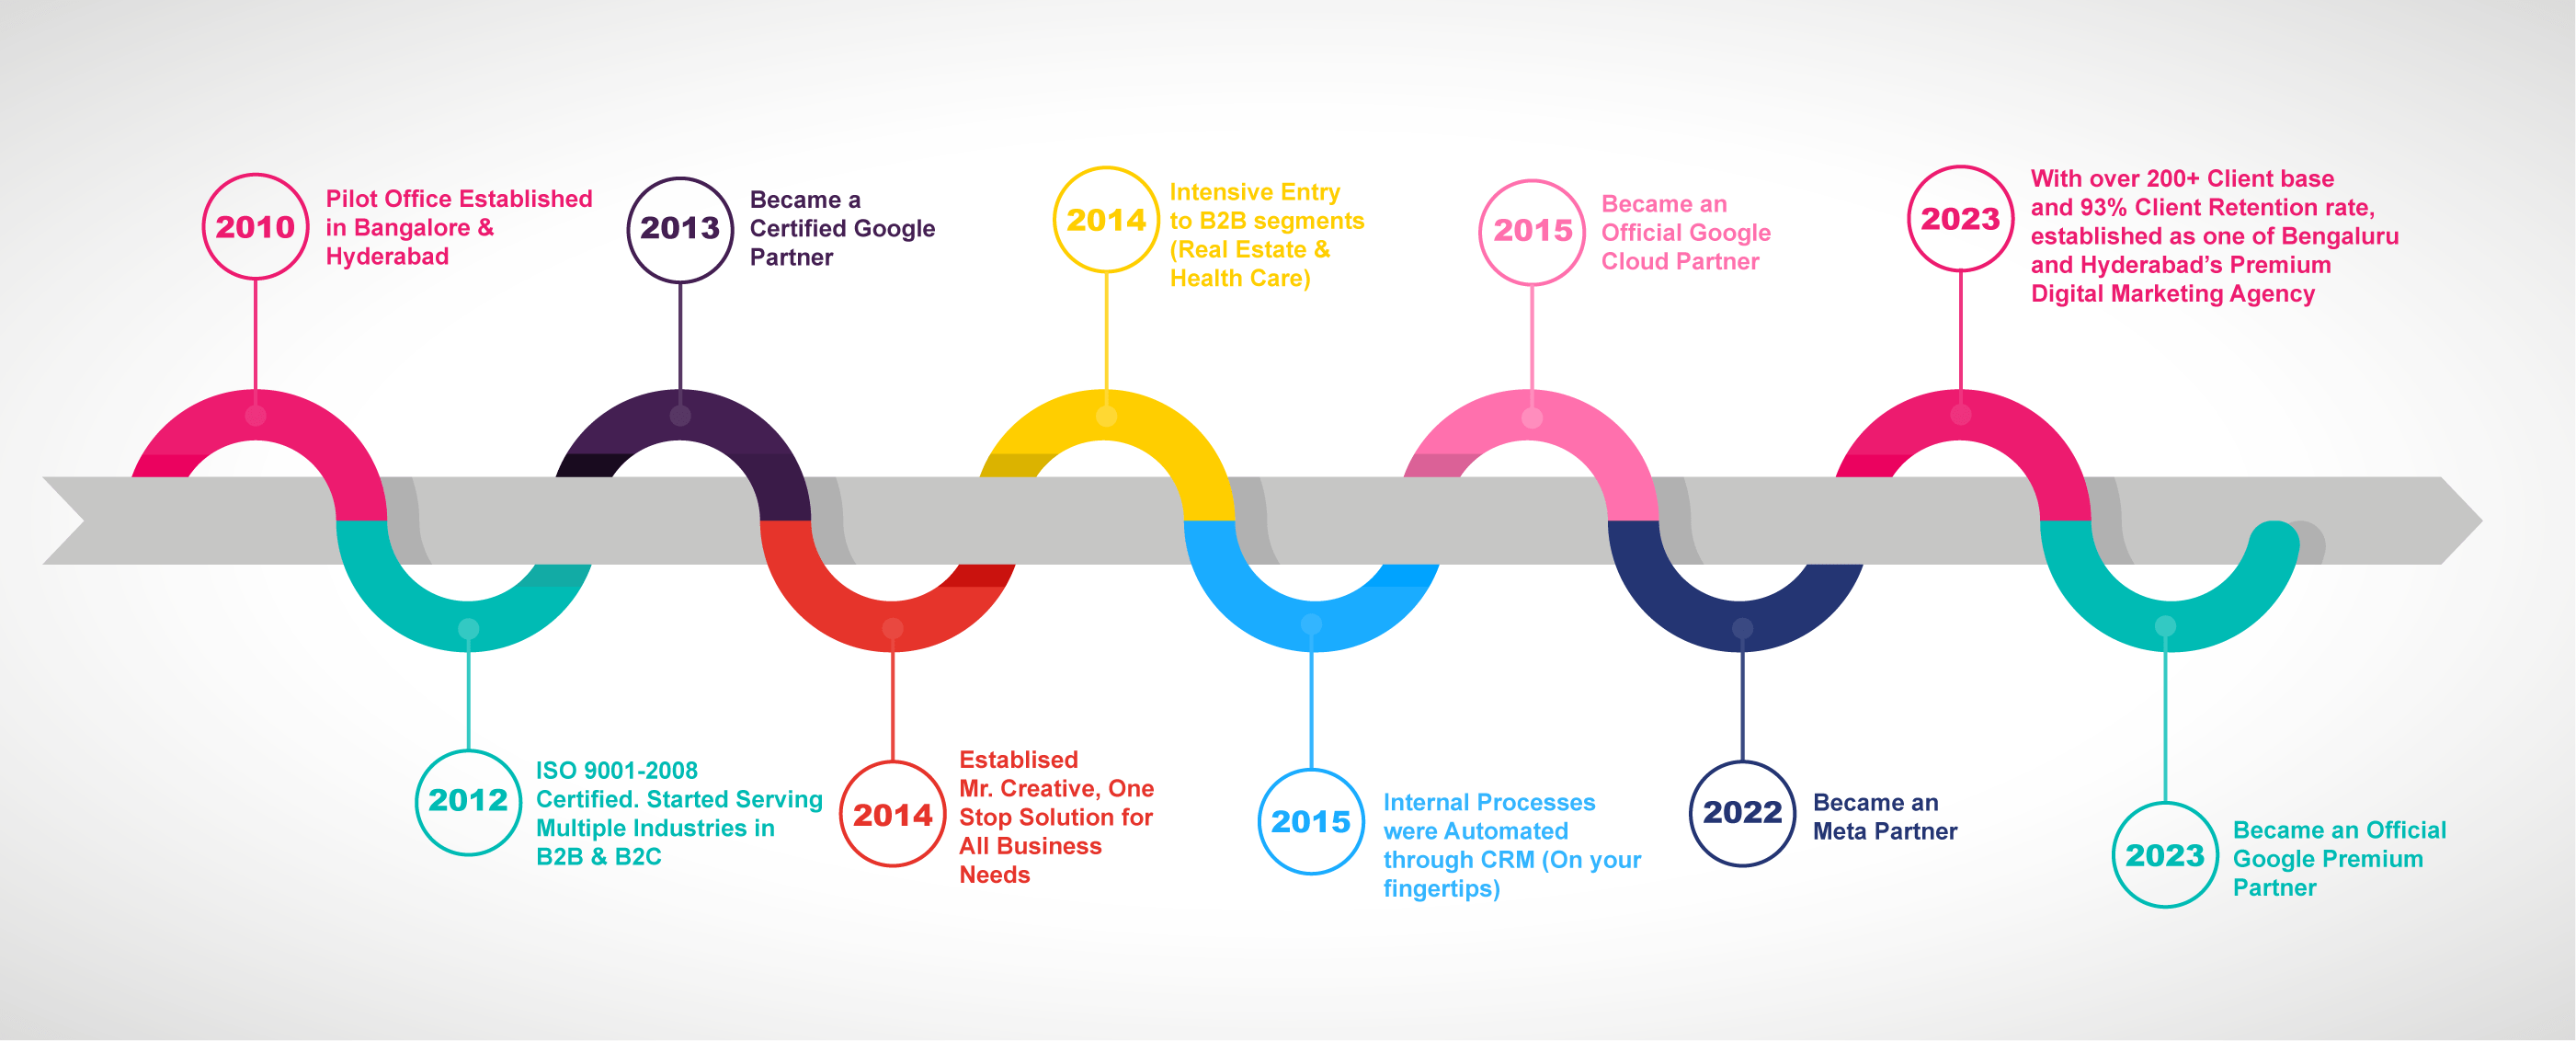 2010
Pilot Office Established
in Bangalore &
Hyderabad
2012
ISO 9001-2008
Certified. Started Serving
Multiple Industries in
B2B & B2C
2013
Became a
Certified Google
Partner
2014
Establised
Mr. Creative, One
Stop Solution for
All Business
Needs
2014
Intensive Entry
to B2B segments
(Real Estate &
Health Care)
2015
Internal Processes
were Automated
through CRM (On your
fingertips)
2015
Became an
Official Google
Cloud Partner
2022
Became an
Meta Partner
2023
With over 200+ Client base
and 93% Client Retention rate,
established as one of Bengaluru
and Hyderabad’s Premium
Digital Marketing Agency
2023
Became an Official
Google Premium
Partner